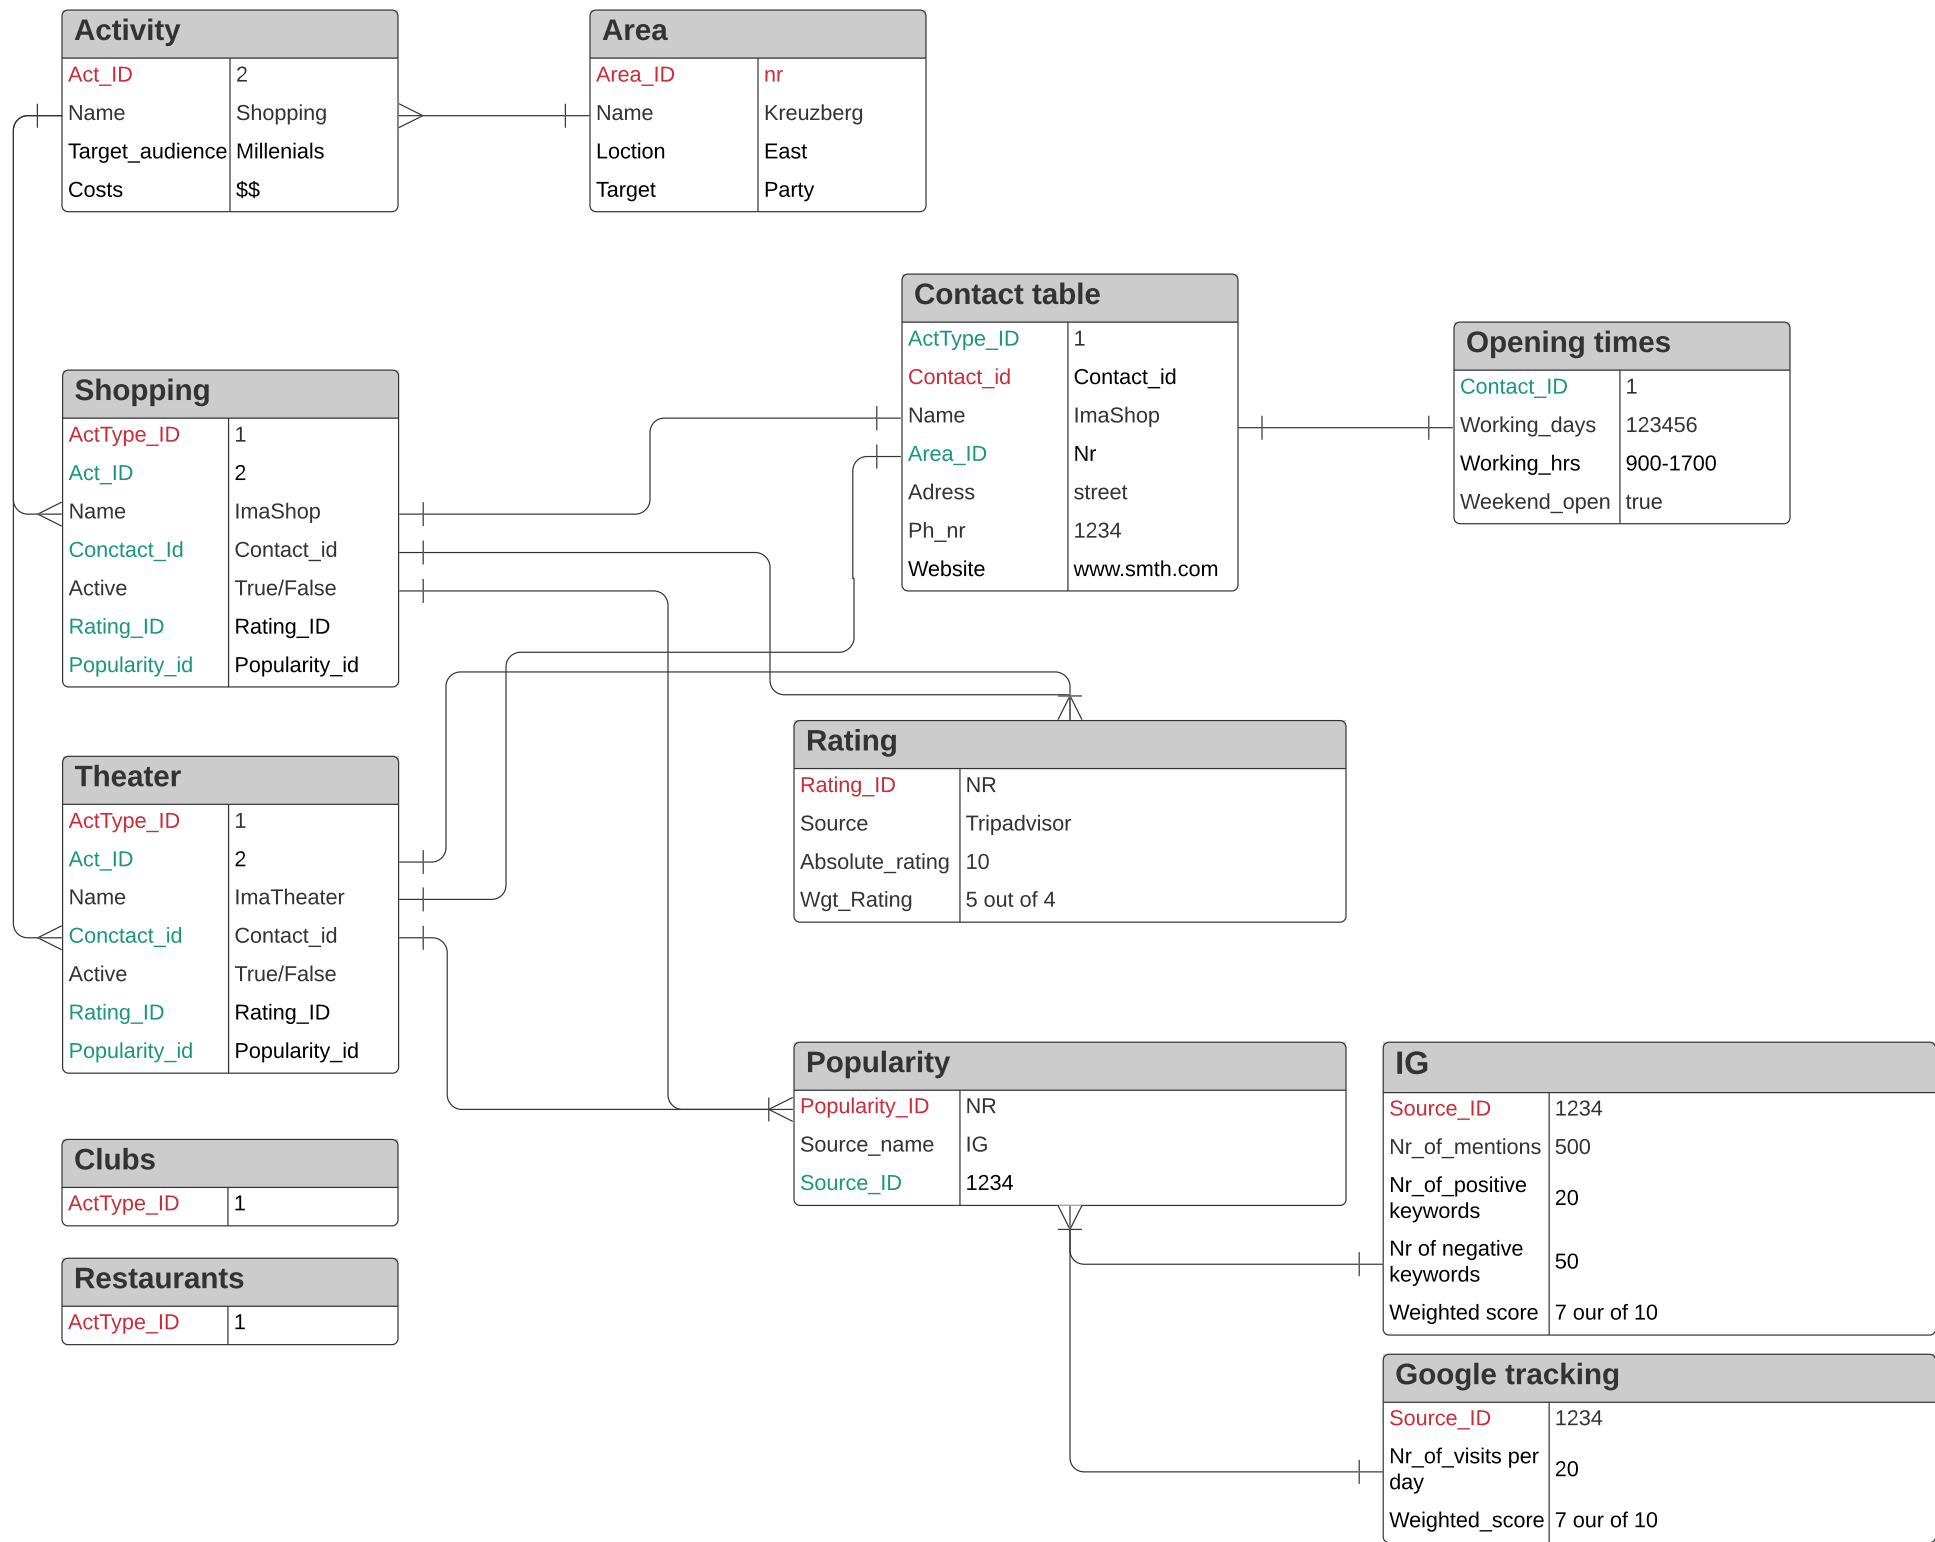 Activity
Act_ID 2
Name Shopping
Target_audience Millenials
Costs $$
Area
Area_ID nr
Name Kreuzberg
Loction East
Target Party
Contact table
ActType_ID 1
Contact_id Contact_id
Name ImaShop
Area_ID Nr
Adress street
Ph_nr 1234
Website www.smth.com
Opening times
Contact_ID 1
Working_days 123456
Working_hrs 900-1700
Weekend_open true
Shopping
ActType_ID 1
Act_ID 2
Name ImaShop
Conctact_Id Contact_id
Active True/False
Rating_ID Rating_ID
Popularity_id Popularity_id
Rating
Rating_ID NR
Source Tripadvisor
Absolute_rating 10
Wgt_Rating 5 out of 4
Theater
ActType_ID 1
Act_ID 2
Name ImaTheater
Conctact_id Contact_id
Active True/False
Rating_ID Rating_ID
Popularity_id Popularity_id
Popularity
Popularity_ID NR
Source_name IG
Source_ID 1234
IG
Source_ID 1234
Nr_of_mentions 500
Nr_of_positive
keywords 20
Nr of negative
keywords 50
Weighted score 7 our of 10
Clubs
ActType_ID 1
Restaurants
ActType_ID 1
Google tracking
Source_ID 1234
Nr_of_visits per
day 20
Weighted_score 7 our of 10